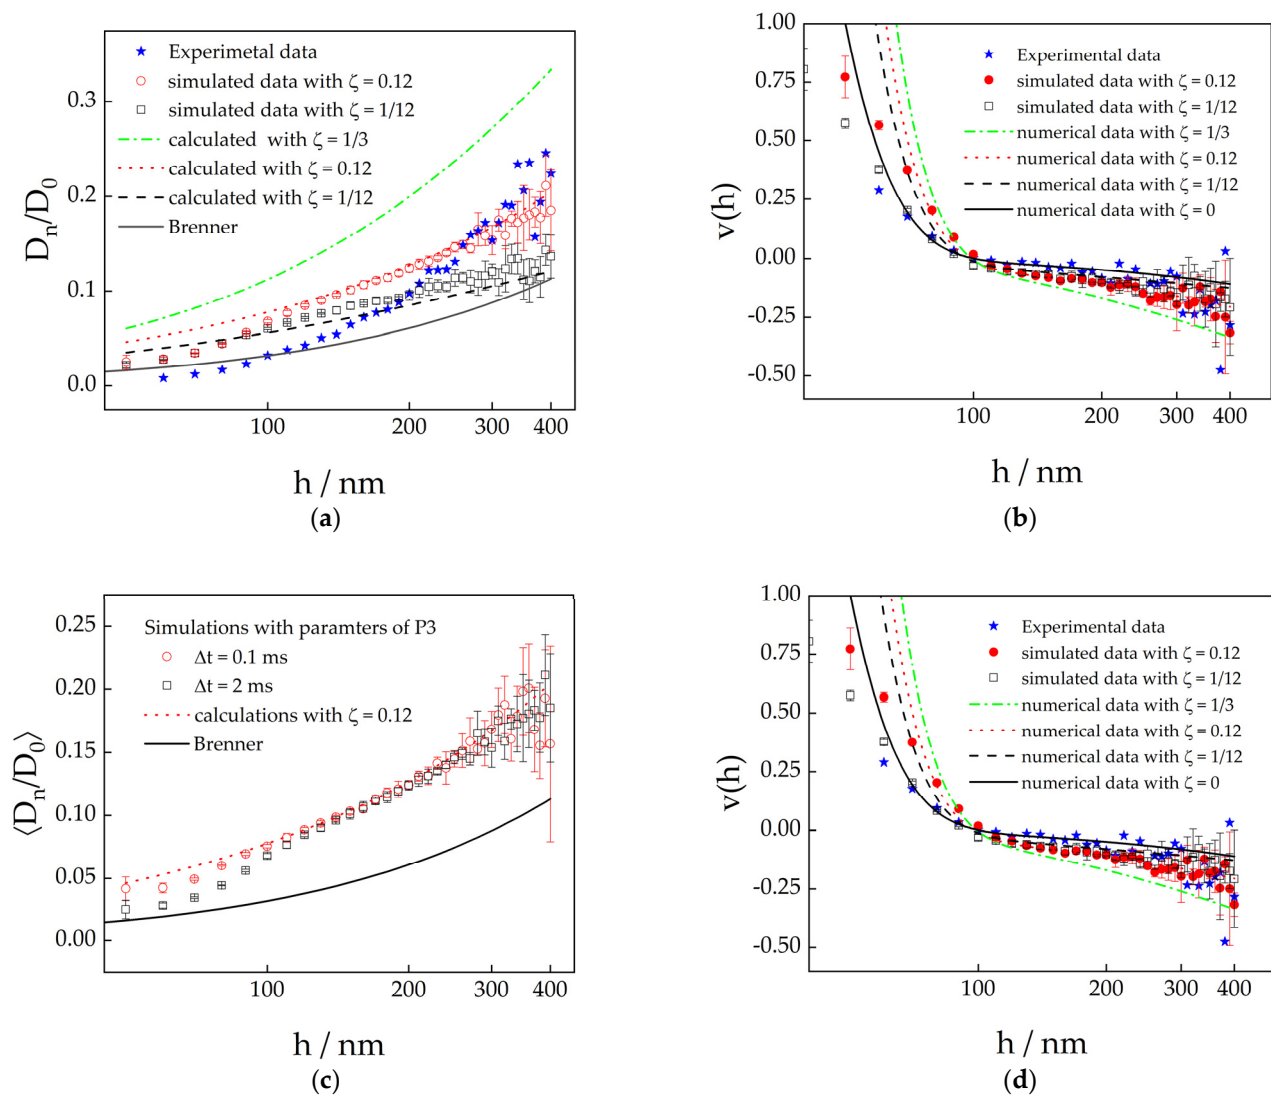 Experimetal data
simulated data with ζ = 0.12
simulated data with ζ = 1/12
calculated with ζ = 1/3
calculated with ζ = 0.12
calculated with ζ = 1/12
Brenner
0.3
0.2
0.1
0.0
Dn/D0
100
200
300
400
h / nm
(a)
Experimental data
simulated data with ζ = 0.12
simulated data with ζ = 1/12
numerical data with ζ = 1/3
numerical data with ζ = 0.12
numerical data with ζ = 1/12
numerical data with ζ = 0
1.00
0.75
0.50
0.25
0.00
-0.25
-0.50
v(h)
100
200
300
400
h / nm
(b)
Simulations with paramters of P3
Δt = 0.1 ms
Δt = 2 ms
calculations with ζ = 0.12
Brenner
0.25
0.20
0.15
0.10
0.05
0.00
⟨Dn/D0⟩
100
200
300
400
h / nm
(c)
Experimental data
simulated data with ζ = 0.12
simulated data with ζ = 1/12
numerical data with ζ = 1/3
numerical data with ζ = 0.12
numerical data with ζ = 1/12
numerical data with ζ = 0
1.00
0.75
0.50
0.25
0.00
-0.25
-0.50
v(h)
100
200
300
400
h / nm
(d)